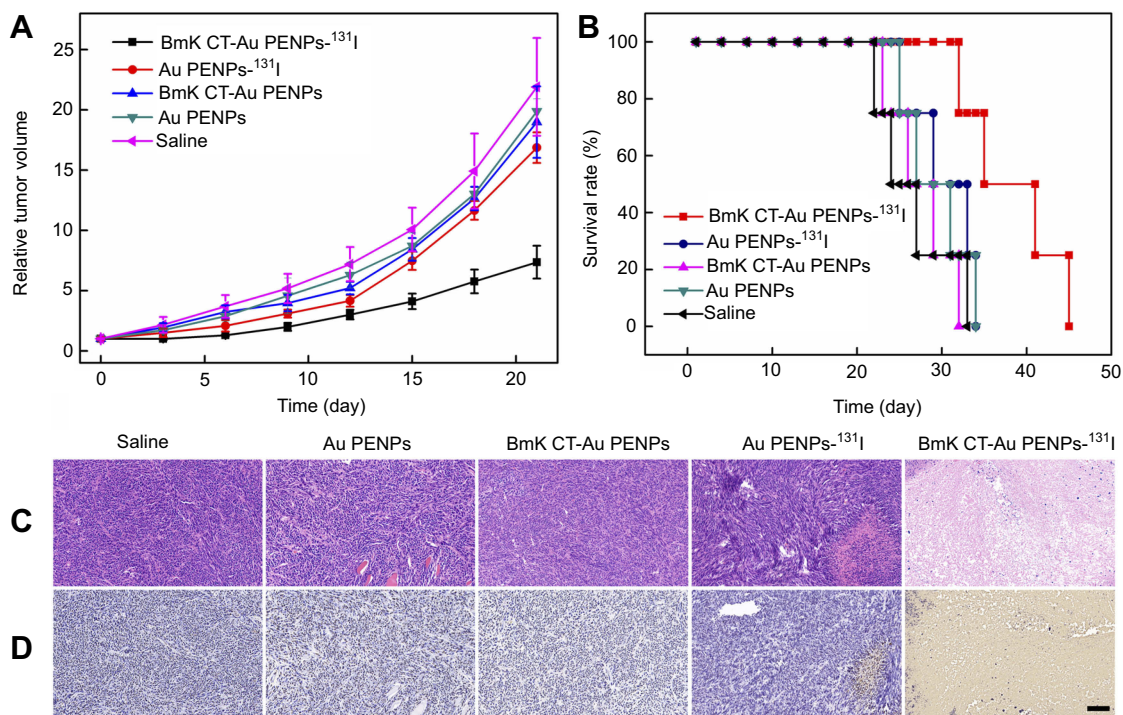 A
BmK CT-Au PENPs-¹³¹I
Au PENPs-¹³¹I
BmK CT-Au PENPs
Au PENPs
Saline
Relative tumor volume
25
20
15
10
5
0
0 5 10 15 20
Time (day)
B
BmK CT-Au PENPs-¹³¹I
Au PENPs-¹³¹I
BmK CT-Au PENPs
Au PENPs
Saline
Survival rate (%)
100
80
60
40
20
0
0 10 20 30 40 50
Time (day)
Saline Au PENPs BmK CT-Au PENPs Au PENPs-¹³¹I BmK CT-Au PENPs-¹³¹I
C
D